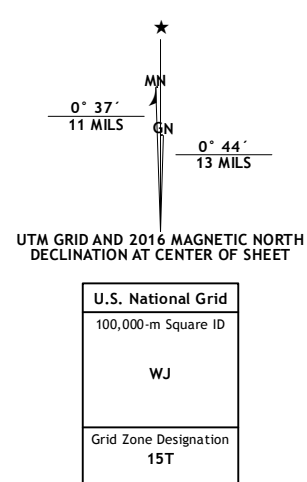 ★
MN
0° 37´
11 MILS
GN
0° 44´
13 MILS
UTM GRID AND 2016 MAGNETIC NORTH
DECLINATION AT CENTER OF SHEET
U.S. National Grid
100,000-m Square ID
WJ
Grid Zone Designation
15T